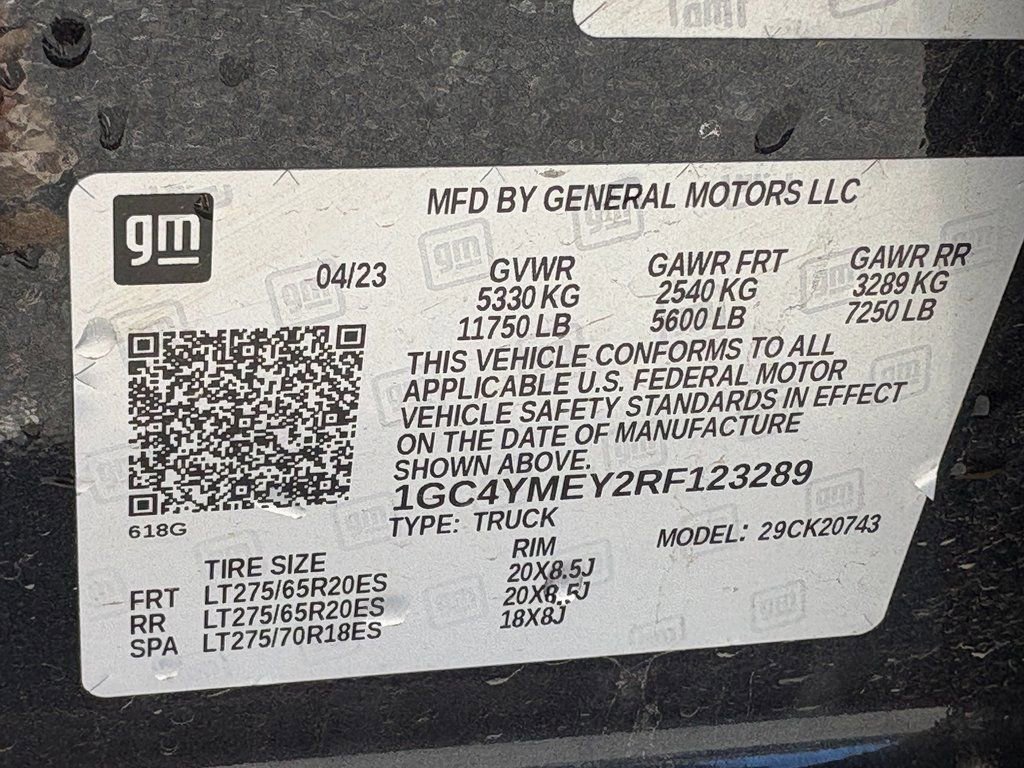 gm
MFD BY GENERAL MOTORS LLC
04/23
GVWR GAWR FRT GAWR RR
5330 KG 2540 KG 3289 KG
11750 LB 5600 LB 7250 LB
THIS VEHICLE CONFORMS TO ALL
APPLICABLE U.S. FEDERAL MOTOR
VEHICLE SAFETY STANDARDS IN EFFECT
ON THE DATE OF MANUFACTURE
SHOWN ABOVE.
1GC4YMEY2RF123289
618G
TYPE: TRUCK MODEL: 29CK20743
TIRE SIZE RIM
FRT LT275/65R20ES 20X8.5J
RR LT275/65R20ES 20X8.5J
SPA LT275/70R18ES 18X8J